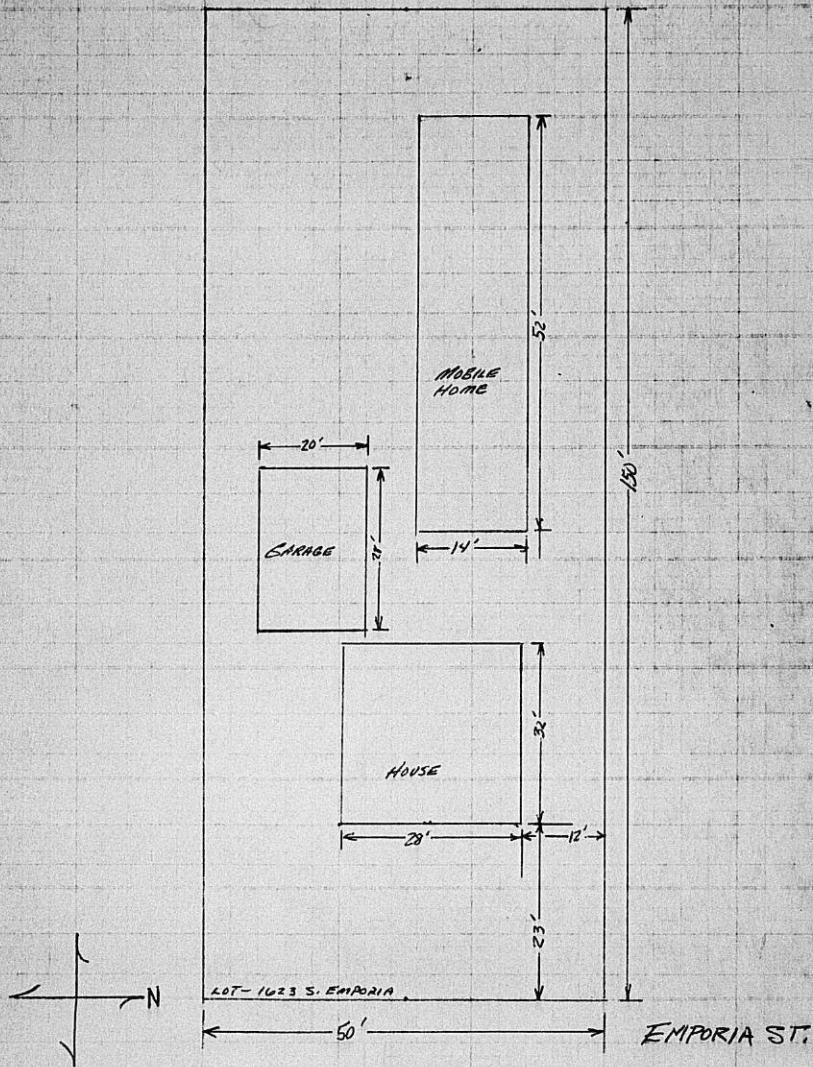 52'
MOBILE
HOME
20'
150'
GARAGE
28'
14'
32'
HOUSE
28'
12'
23'
N
LOT - 1623 S. EMPORIA
50'
EMPORIA ST.